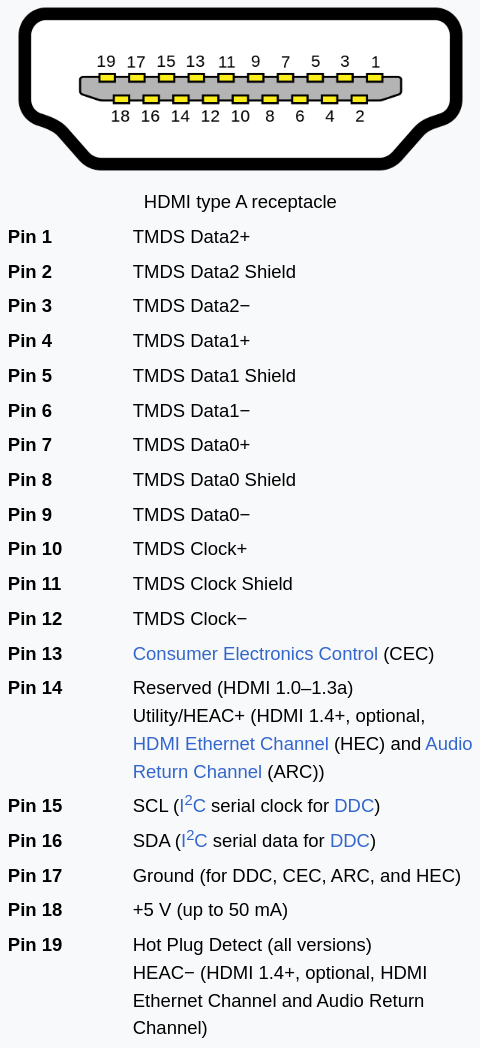 19 17 15 13 11 9 7 5 3 1
18 16 14 12 10 8 6 4 2
HDMI type A receptacle
Pin 1 TMDS Data2+
Pin 2 TMDS Data2 Shield
Pin 3 TMDS Data2−
Pin 4 TMDS Data1+
Pin 5 TMDS Data1 Shield
Pin 6 TMDS Data1−
Pin 7 TMDS Data0+
Pin 8 TMDS Data0 Shield
Pin 9 TMDS Data0−
Pin 10 TMDS Clock+
Pin 11 TMDS Clock Shield
Pin 12 TMDS Clock−
Pin 13 Consumer Electronics Control (CEC)
Pin 14 Reserved (HDMI 1.0–1.3a)
Utility/HEAC+ (HDMI 1.4+, optional,
HDMI Ethernet Channel (HEC) and Audio
Return Channel (ARC))
Pin 15 SCL (I²C serial clock for DDC)
Pin 16 SDA (I²C serial data for DDC)
Pin 17 Ground (for DDC, CEC, ARC, and HEC)
Pin 18 +5 V (up to 50 mA)
Pin 19 Hot Plug Detect (all versions)
HEAC− (HDMI 1.4+, optional, HDMI
Ethernet Channel and Audio Return
Channel)